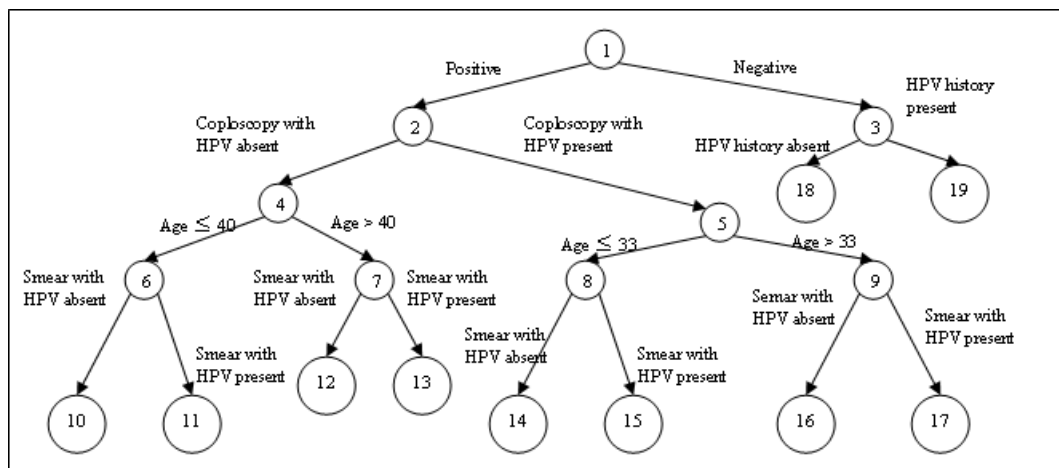 1
Positive
Negative
HPV history
present
Coploscopy with
HPV absent
2
Coploscopy with
HPV present
3
HPV history absent
18
19
4
Age ≤ 40
Age > 40
5
Age ≤ 33
Age > 33
Smear with
HPV absent
6
Smear with
HPV absent
7
Smear with
HPV present
8
Semar with
HPV absent
9
Smear with
HPV present
Smear with
HPV absent
Smear with
HPV present
Smear with
HPV present
12
13
10
11
14
15
16
17